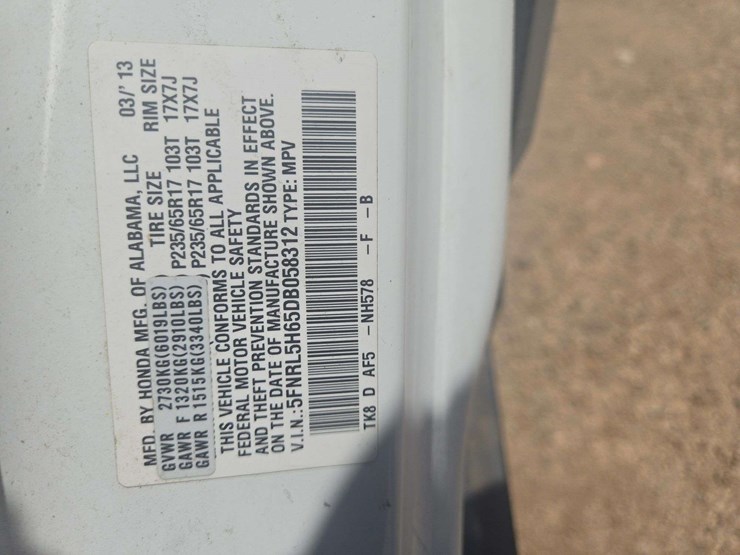 MFD. BY HONDA MFG. OF ALABAMA, LLC 03/'13
TIRE SIZE RIM SIZE
GVWR 2730KG(6019LBS)
GAWR F 1320KG(2910LBS) P235/65R17 103T 17X7J
GAWR R 1515KG(3340LBS) P235/65R17 103T 17X7J
THIS VEHICLE CONFORMS TO ALL APPLICABLE
FEDERAL MOTOR VEHICLE SAFETY
AND THEFT PREVENTION STANDARDS IN EFFECT
ON THE DATE OF MANUFACTURE SHOWN ABOVE.
V.I.N.:5FNRL5H65DB058312 TYPE: MPV
TK8 D AF5 -NH578 -F -B